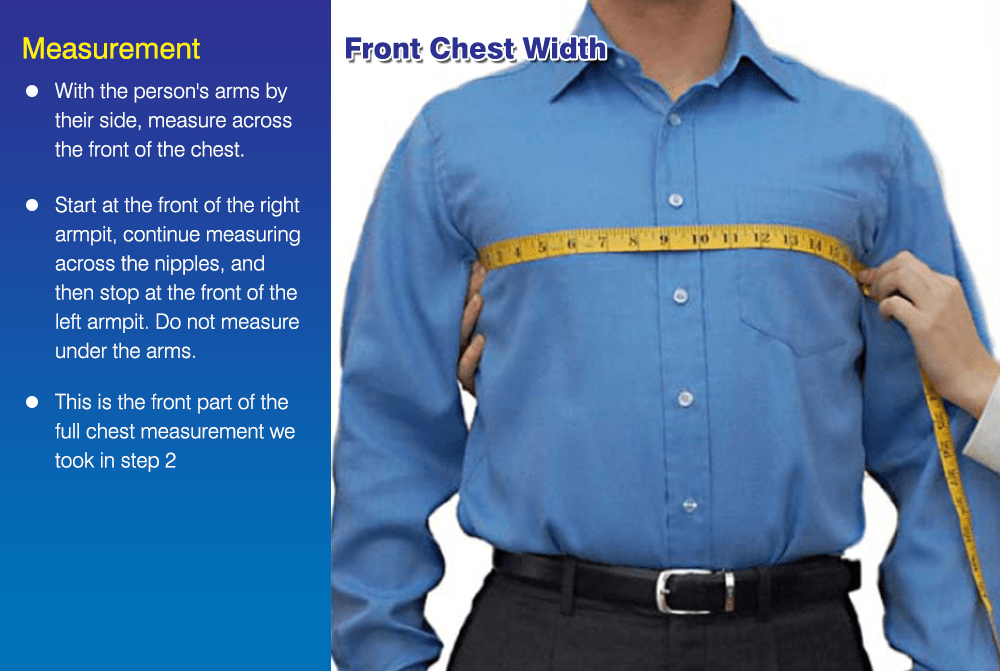 Measurement
With the person's arms by
their side, measure across
the front of the chest.
Start at the front of the right
armpit, continue measuring
across the nipples, and
then stop at the front of the
left armpit. Do not measure
under the arms.
This is the front part of the
full chest measurement we
took in step 2
Front Chest Width
3 4 5 6 7 8 9 10 11 12 13 14 15